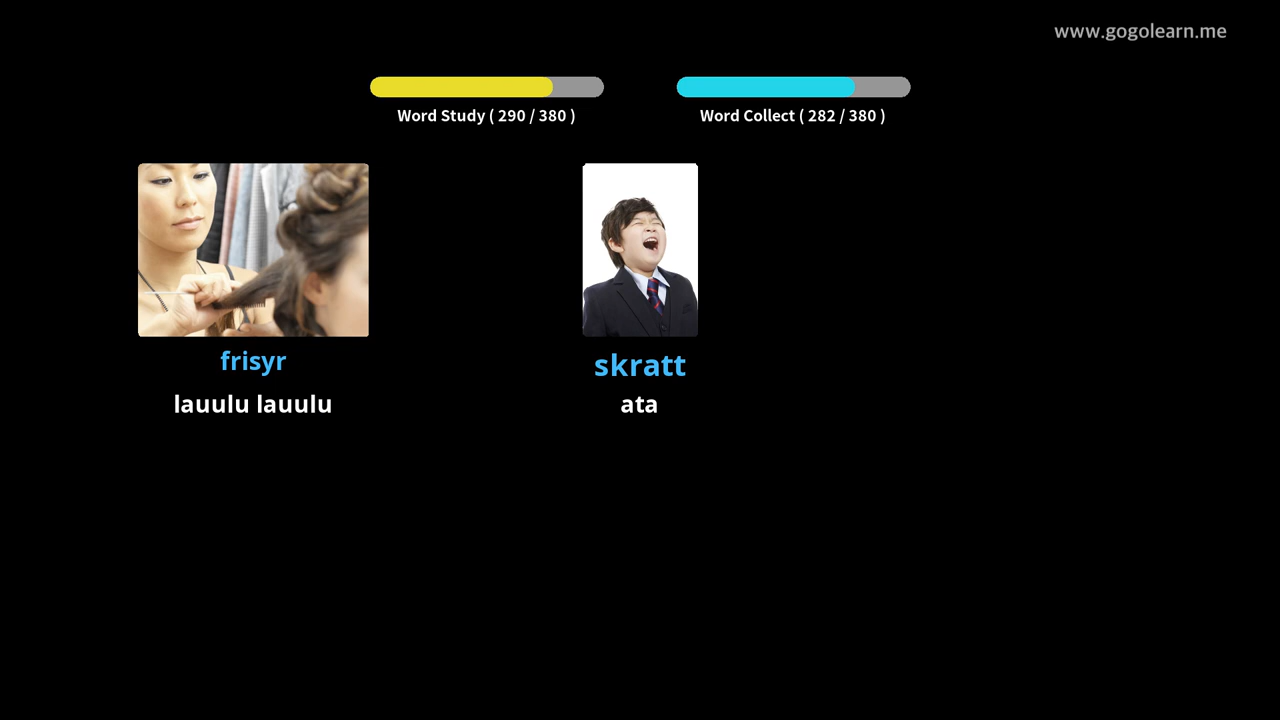 www.gogolearn.me
Word Study ( 290 / 380 )
Word Collect ( 282 / 380 )
frisyr
skratt
lauulu lauulu
ata